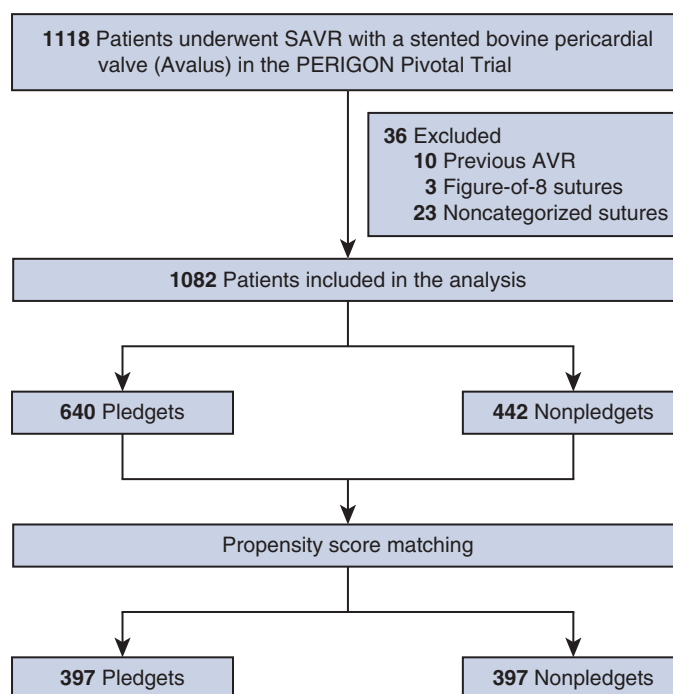 1118 Patients underwent SAVR with a stented bovine pericardial
valve (Avalus) in the PERIGON Pivotal Trial
36 Excluded
10 Previous AVR
3 Figure-of-8 sutures
23 Noncategorized sutures
1082 Patients included in the analysis
640 Pledgets
442 Nonpledgets
Propensity score matching
397 Pledgets
397 Nonpledgets